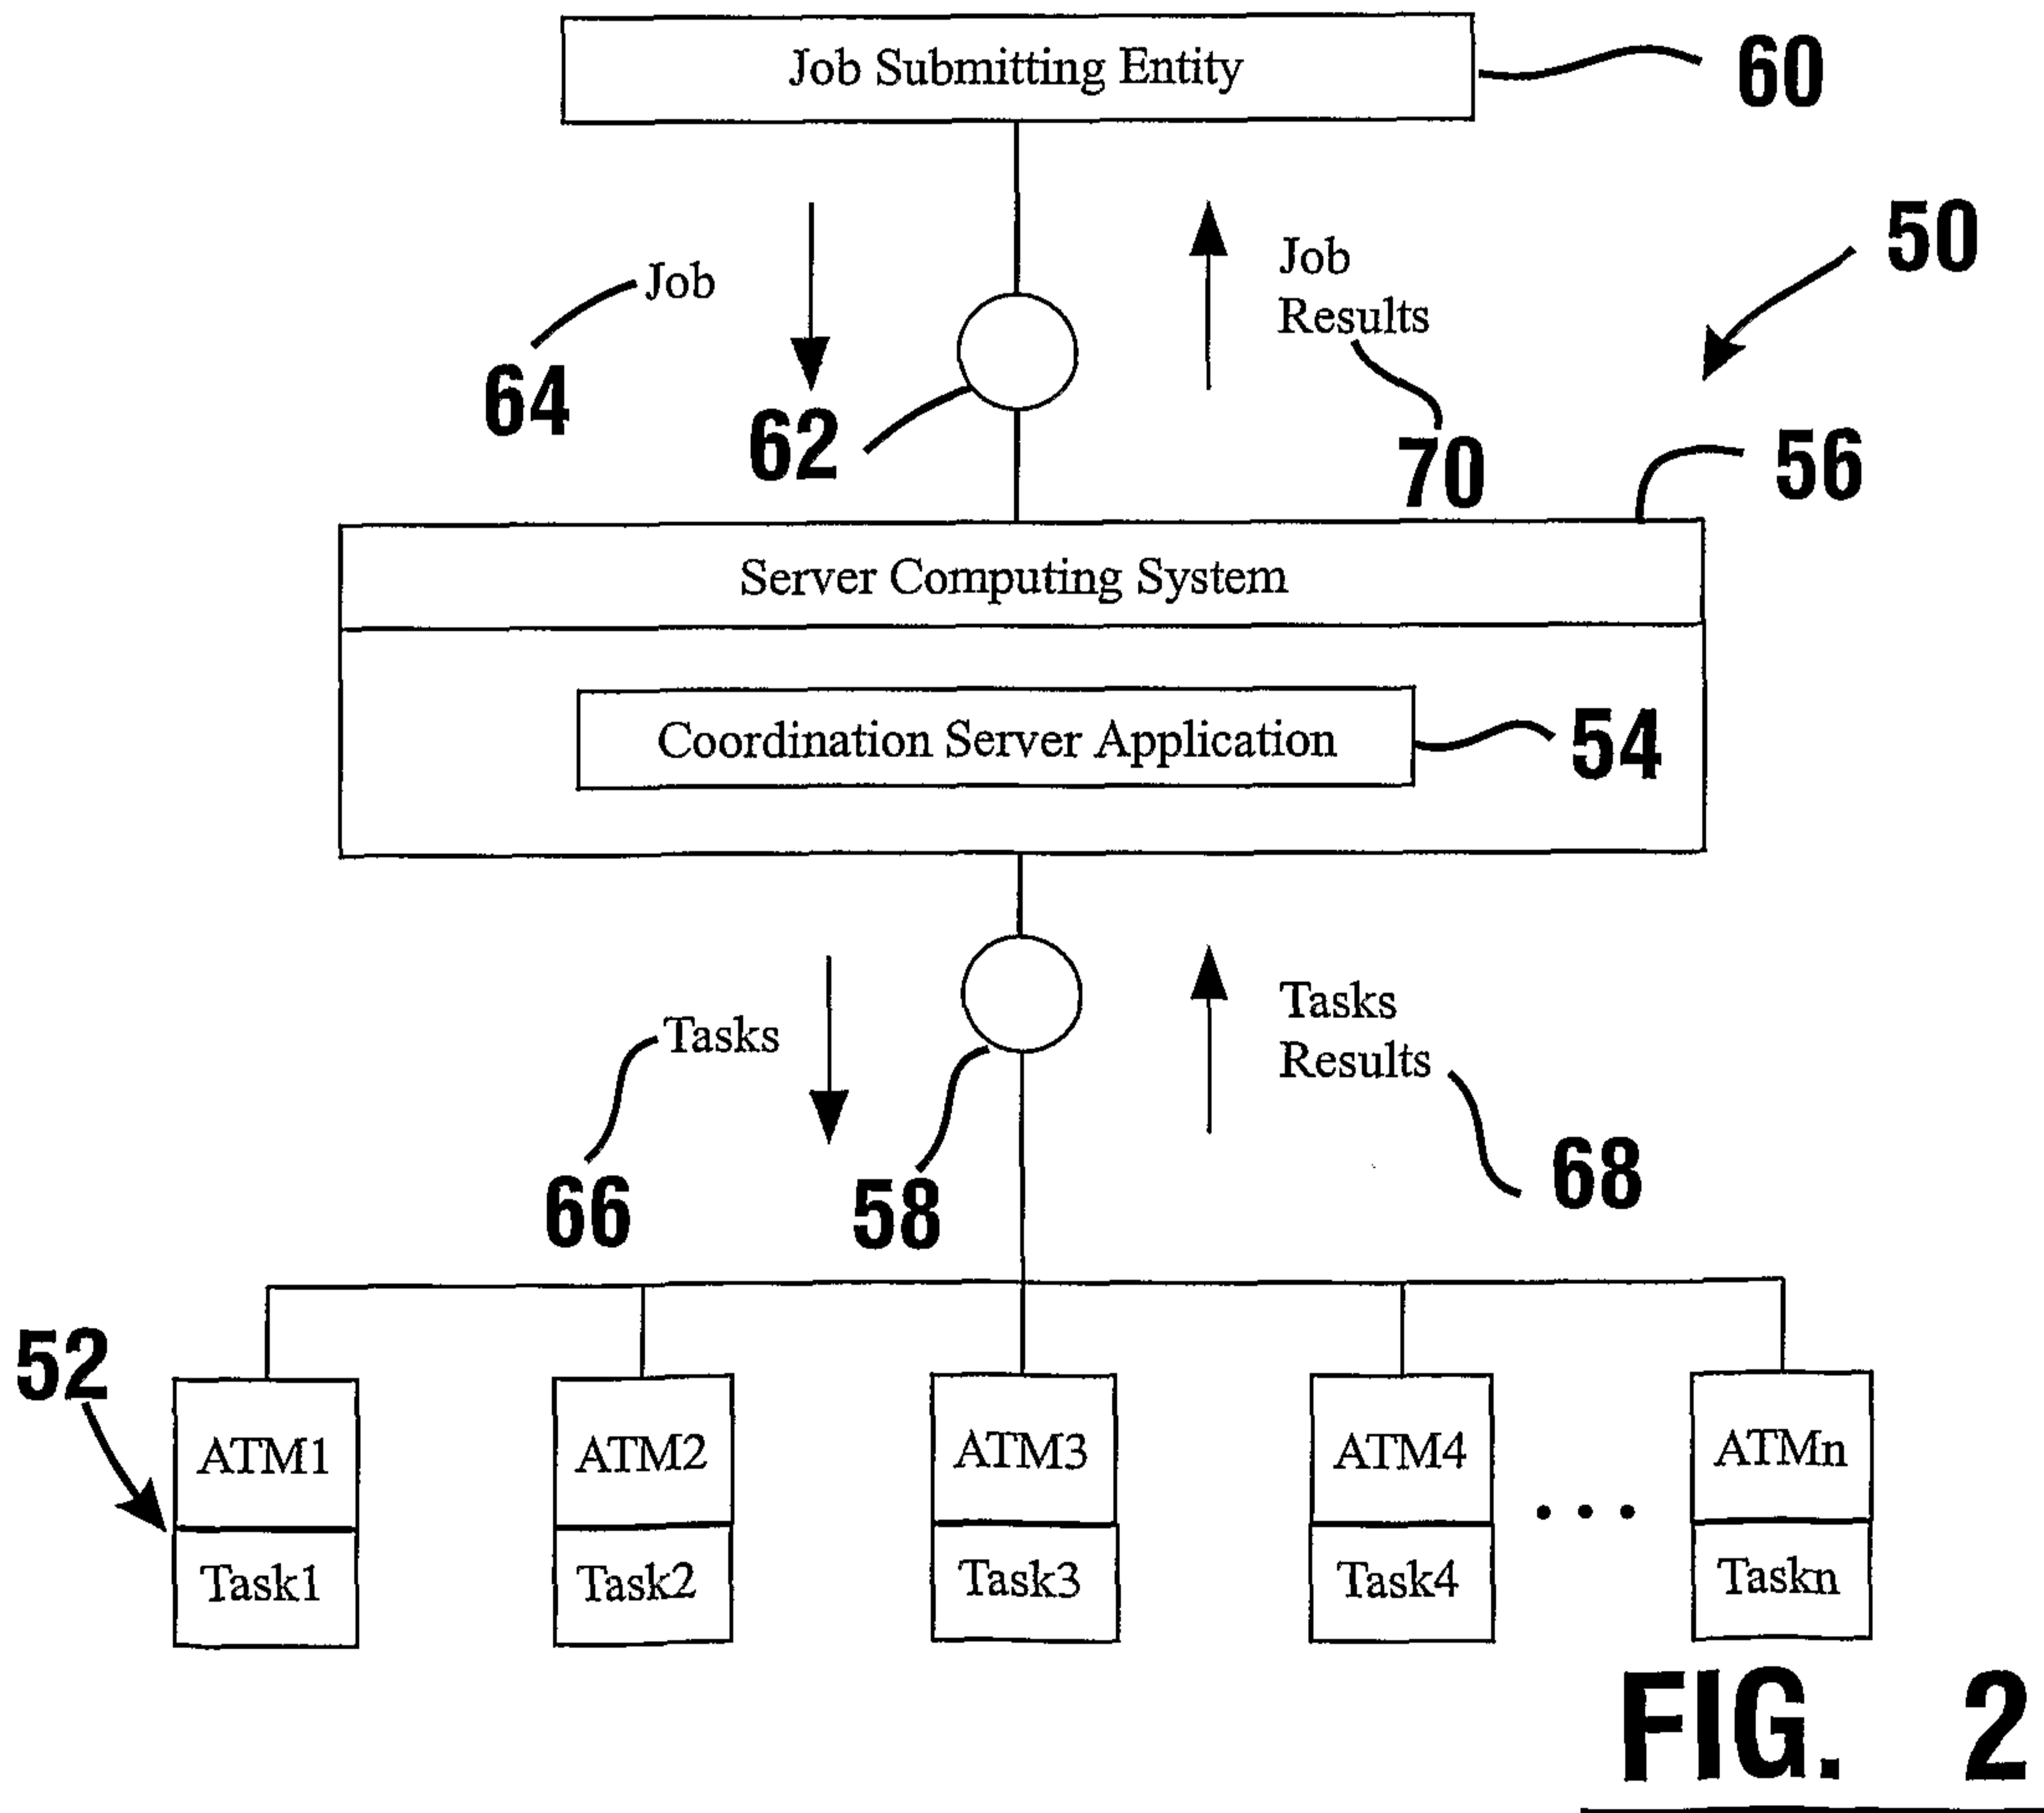 Job Submitting Entity
60
50
Job
Job
Results
64
62
70
56
Server Computing System
Coordination Server Application
54
Tasks
Tasks
Results
66
58
68
52
ATM1
ATM2
ATM3
ATM4
ATMn
. . .
Task1
Task2
Task3
Task4
Taskn
FIG. 2